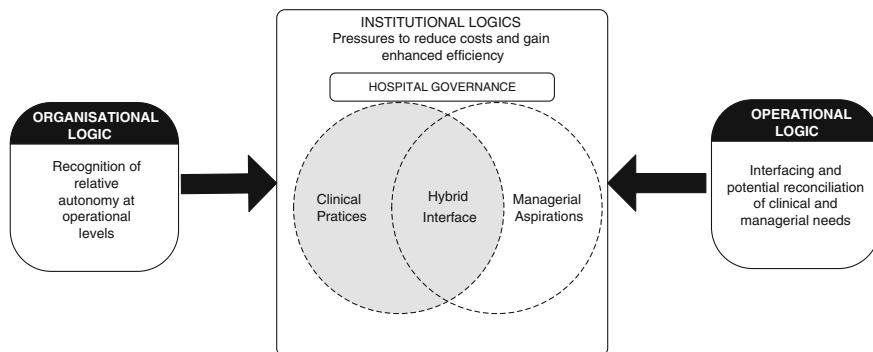 INSTITUTIONAL LOGICS
Pressures to reduce costs and gain
enhanced efficiency
HOSPITAL GOVERNANCE
ORGANISATIONAL
LOGIC
Recognition of
relative
autonomy at
operational
levels
Clinical
Pratices
Hybrid
Interface
Managerial
Aspirations
OPERATIONAL
LOGIC
Interfacing and
potential reconciliation
of clinical and
managerial needs